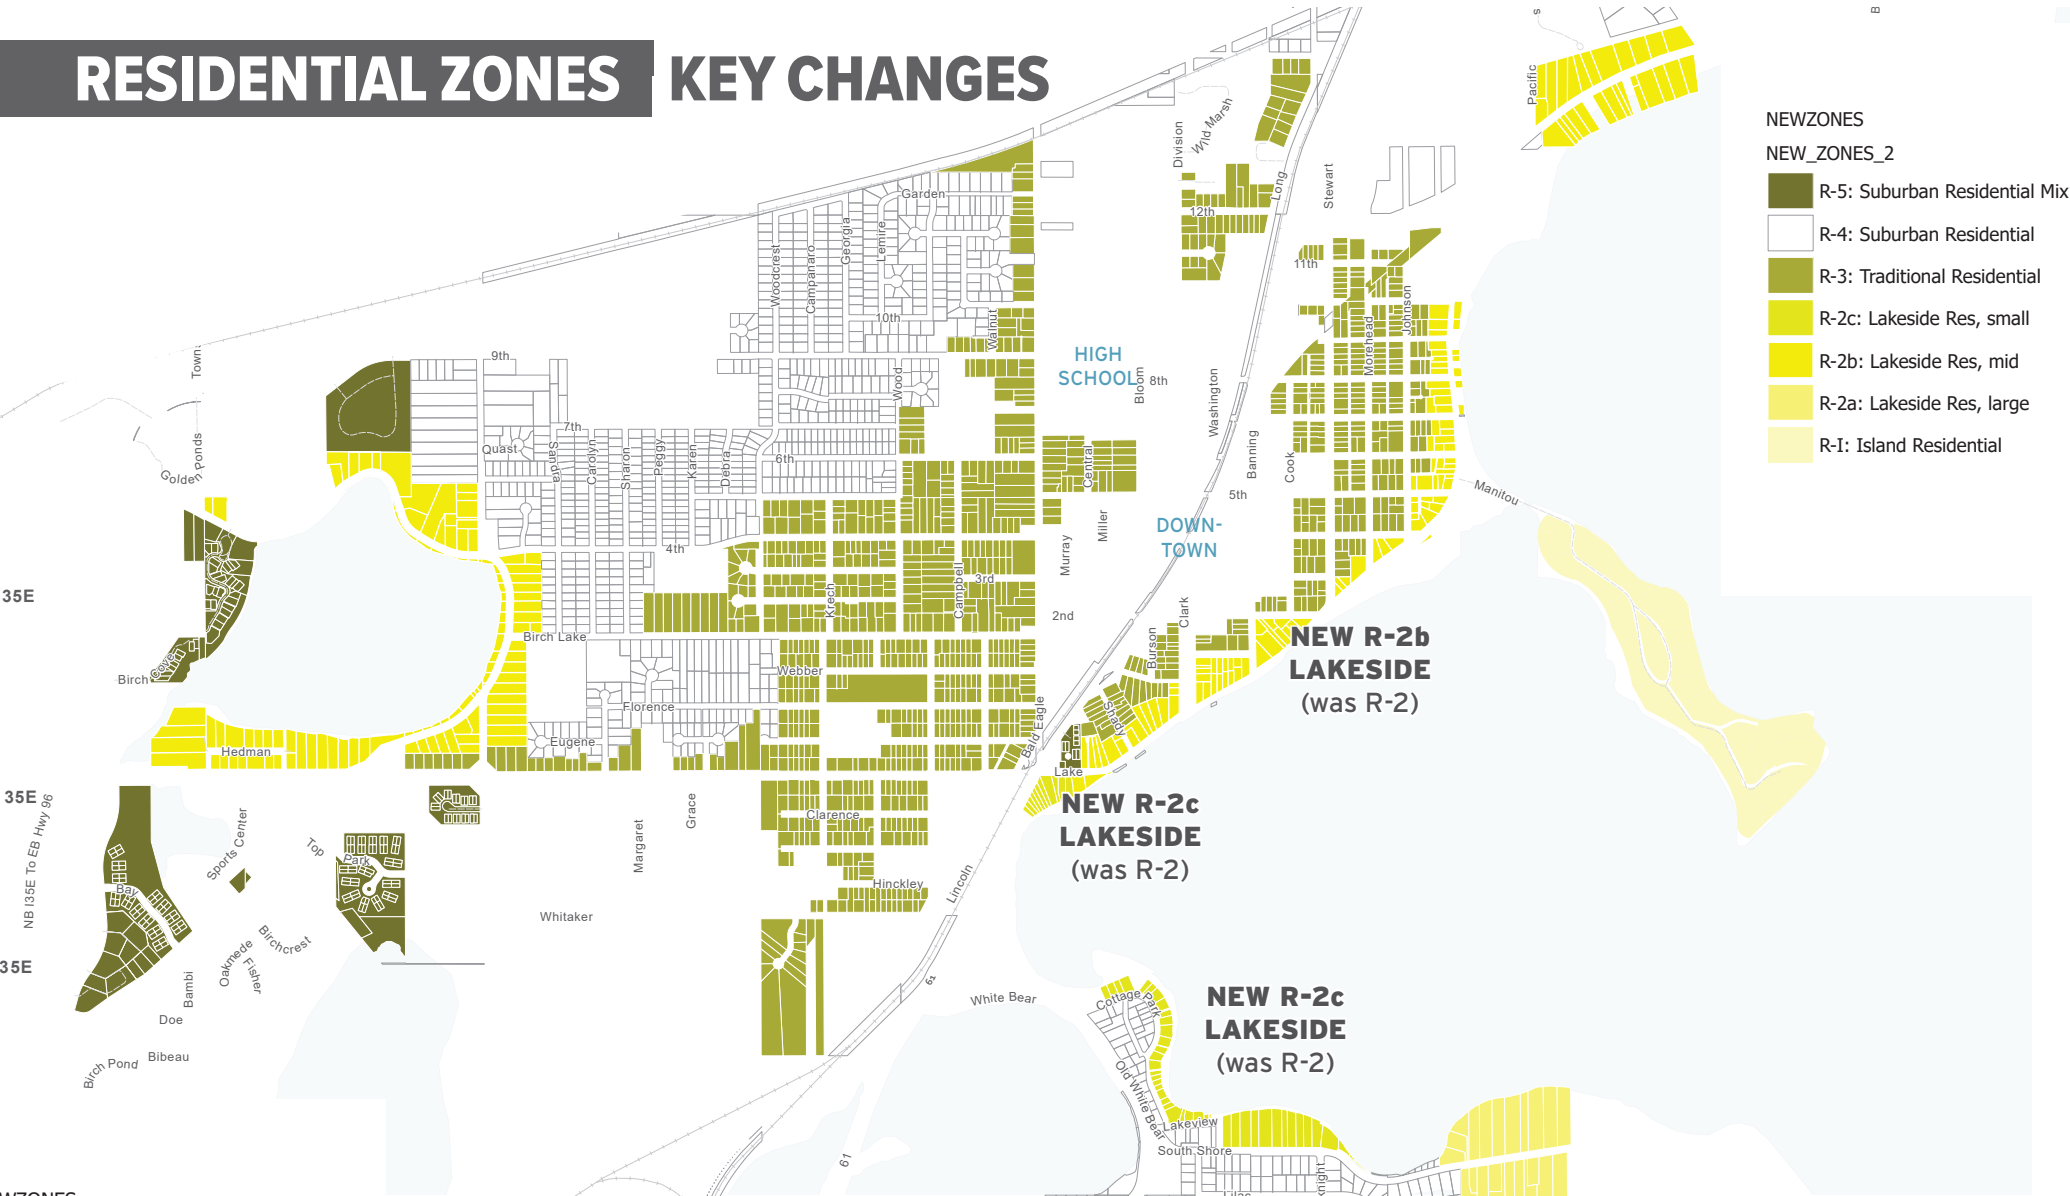 RESIDENTIAL ZONES KEY CHANGES
NEWZONES
NEW_ZONES_2
R-5: Suburban Residential Mix
R-4: Suburban Residential
R-3: Traditional Residential
R-2c: Lakeside Res, small
R-2b: Lakeside Res, mid
R-2a: Lakeside Res, large
R-I: Island Residential
Pacific
s
B
Division
Wild Marsh
Long
Stewart
12th
11th
Garden
Woodcrest
Campanaro
Georgia
Lemire
10th
Walnut
Johnson
Morehead
Town
9th
HIGH
SCHOOL
Bloom
8th
Wood
Washington
7th
Quast
Sandra
Carolyn
Sharon
Peggy
Karen
Debra
6th
Central
Banning
Cook
5th
Manitou
Golden
Ponds
DOWN-
TOWN
Murray
Miller
4th
3rd
Krech
Campbell
2nd
Clark
35E
Birch Lake
Burson
NEW R-2b
LAKESIDE
(was R-2)
Birch
Cove
Webber
Florence
Eugene
Hedman
Bald Eagle
Shady
Lake
35E
NB I35E To EB Hwy 96
NEW R-2c
LAKESIDE
(was R-2)
Sports Center
Top
Park
Margaret
Grace
Clarence
Hinckley
Lincoln
Bay
Whitaker
Birchcrest
Oakmede
Fisher
35E
Bambi
Doe
Birch Pond
Bibeau
61
White Bear
Cottage
Park
NEW R-2c
LAKESIDE
(was R-2)
Old White Bear
Lakeview
South Shore
61
Lilac
WZONES